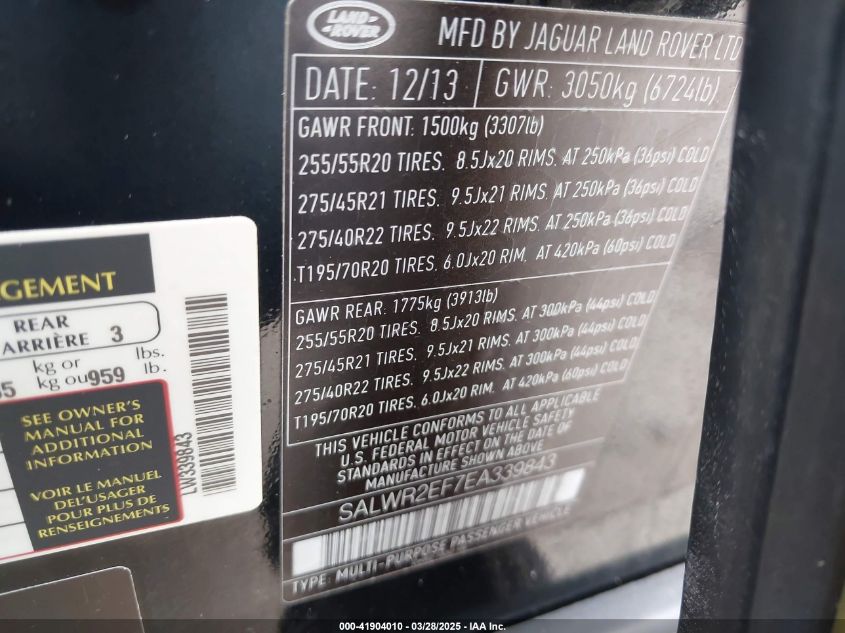 LAND ROVER
MFD BY JAGUAR LAND ROVER LTD
DATE: 12/13 GWR: 3050kg (6724lb)
GAWR FRONT: 1500kg (3307lb)
255/55R20 TIRES. 8.5Jx20 RIMS. AT 250kPa (36psi) COLD
275/45R21 TIRES. 9.5Jx21 RIMS. AT 250kPa (36psi) COLD
275/40R22 TIRES. 9.5Jx22 RIMS. AT 250kPa (36psi) COLD
T195/70R20 TIRES. 6.0Jx20 RIM. AT 420kPa (60psi) COLD
GAWR REAR: 1775kg (3913lb)
255/55R20 TIRES. 8.5Jx20 RIMS. AT 300kPa (44psi) COLD
275/45R21 TIRES. 9.5Jx21 RIMS. AT 300kPa (44psi) COLD
275/40R22 TIRES. 9.5Jx22 RIMS. AT 300kPa (44psi) COLD
T195/70R20 TIRES. 6.0Jx20 RIM. AT 420kPa (60psi) COLD
THIS VEHICLE CONFORMS TO ALL APPLICABLE
U.S. FEDERAL MOTOR VEHICLE SAFETY
STANDARDS IN EFFECT ON THE DATE OF
MANUFACTURE SHOWN ABOVE
SALWR2EF7EA339843
TYPE: MULTI-PURPOSE PASSENGER VEHICLE
GEMENT
REAR
ARRIÈRE 3
kg or lbs.
kg ou 959 lb.
SEE OWNER'S
MANUAL FOR
ADDITIONAL
INFORMATION
VOIR LE MANUEL
DEL'USAGER
POUR PLUS DE
RENSEIGNEMENTS
LW339843
000-41904010 - 03/28/2025 - IAA Inc.